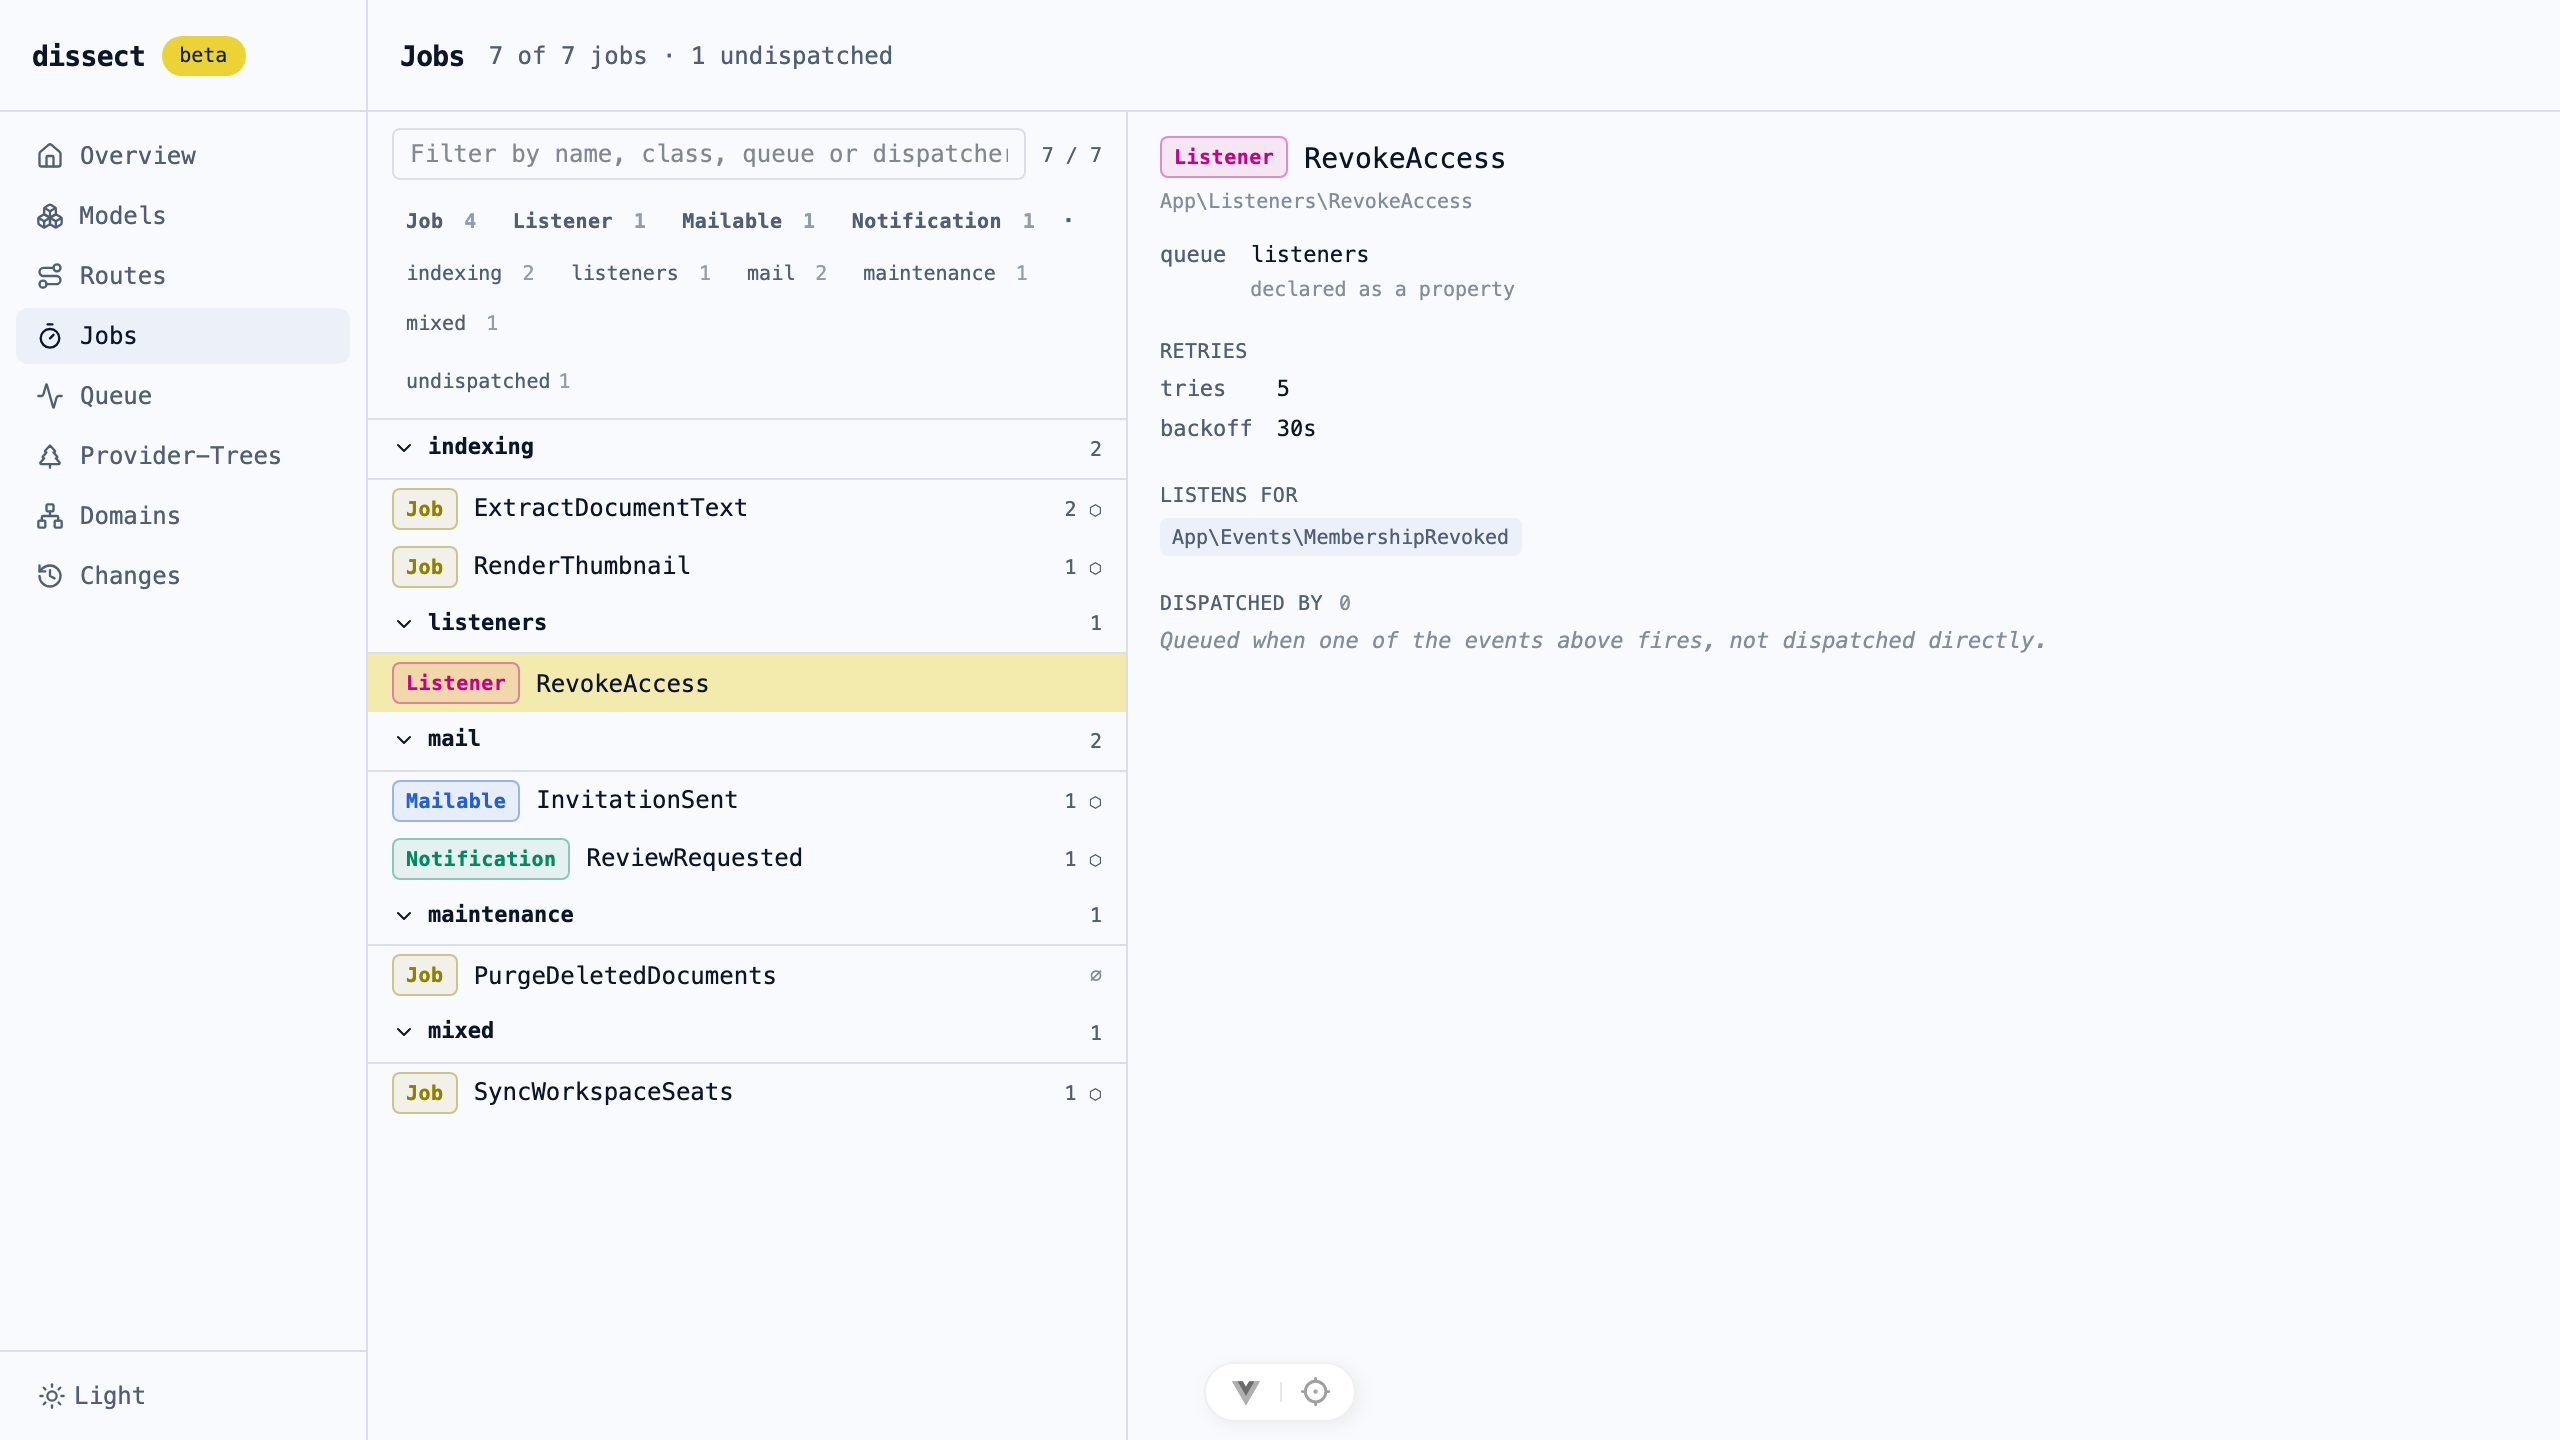 dissect beta
Jobs 7 of 7 jobs · 1 undispatched
Overview
Models
Routes
Jobs
Queue
Provider-Trees
Domains
Changes
Light
Filter by name, class, queue or dispatcher 7 / 7
Job 4 Listener 1 Mailable 1 Notification 1 ·
indexing 2 listeners 1 mail 2 maintenance 1
mixed 1
undispatched 1
indexing 2
Job ExtractDocumentText 2
Job RenderThumbnail 1
listeners 1
Listener RevokeAccess
mail 2
Mailable InvitationSent 1
Notification ReviewRequested 1
maintenance 1
Job PurgeDeletedDocuments ∅
mixed 1
Job SyncWorkspaceSeats 1
Listener RevokeAccess
App\Listeners\RevokeAccess
queue listeners
declared as a property
RETRIES
tries 5
backoff 30s
LISTENS FOR
App\Events\MembershipRevoked
DISPATCHED BY 0
Queued when one of the events above fires, not dispatched directly.